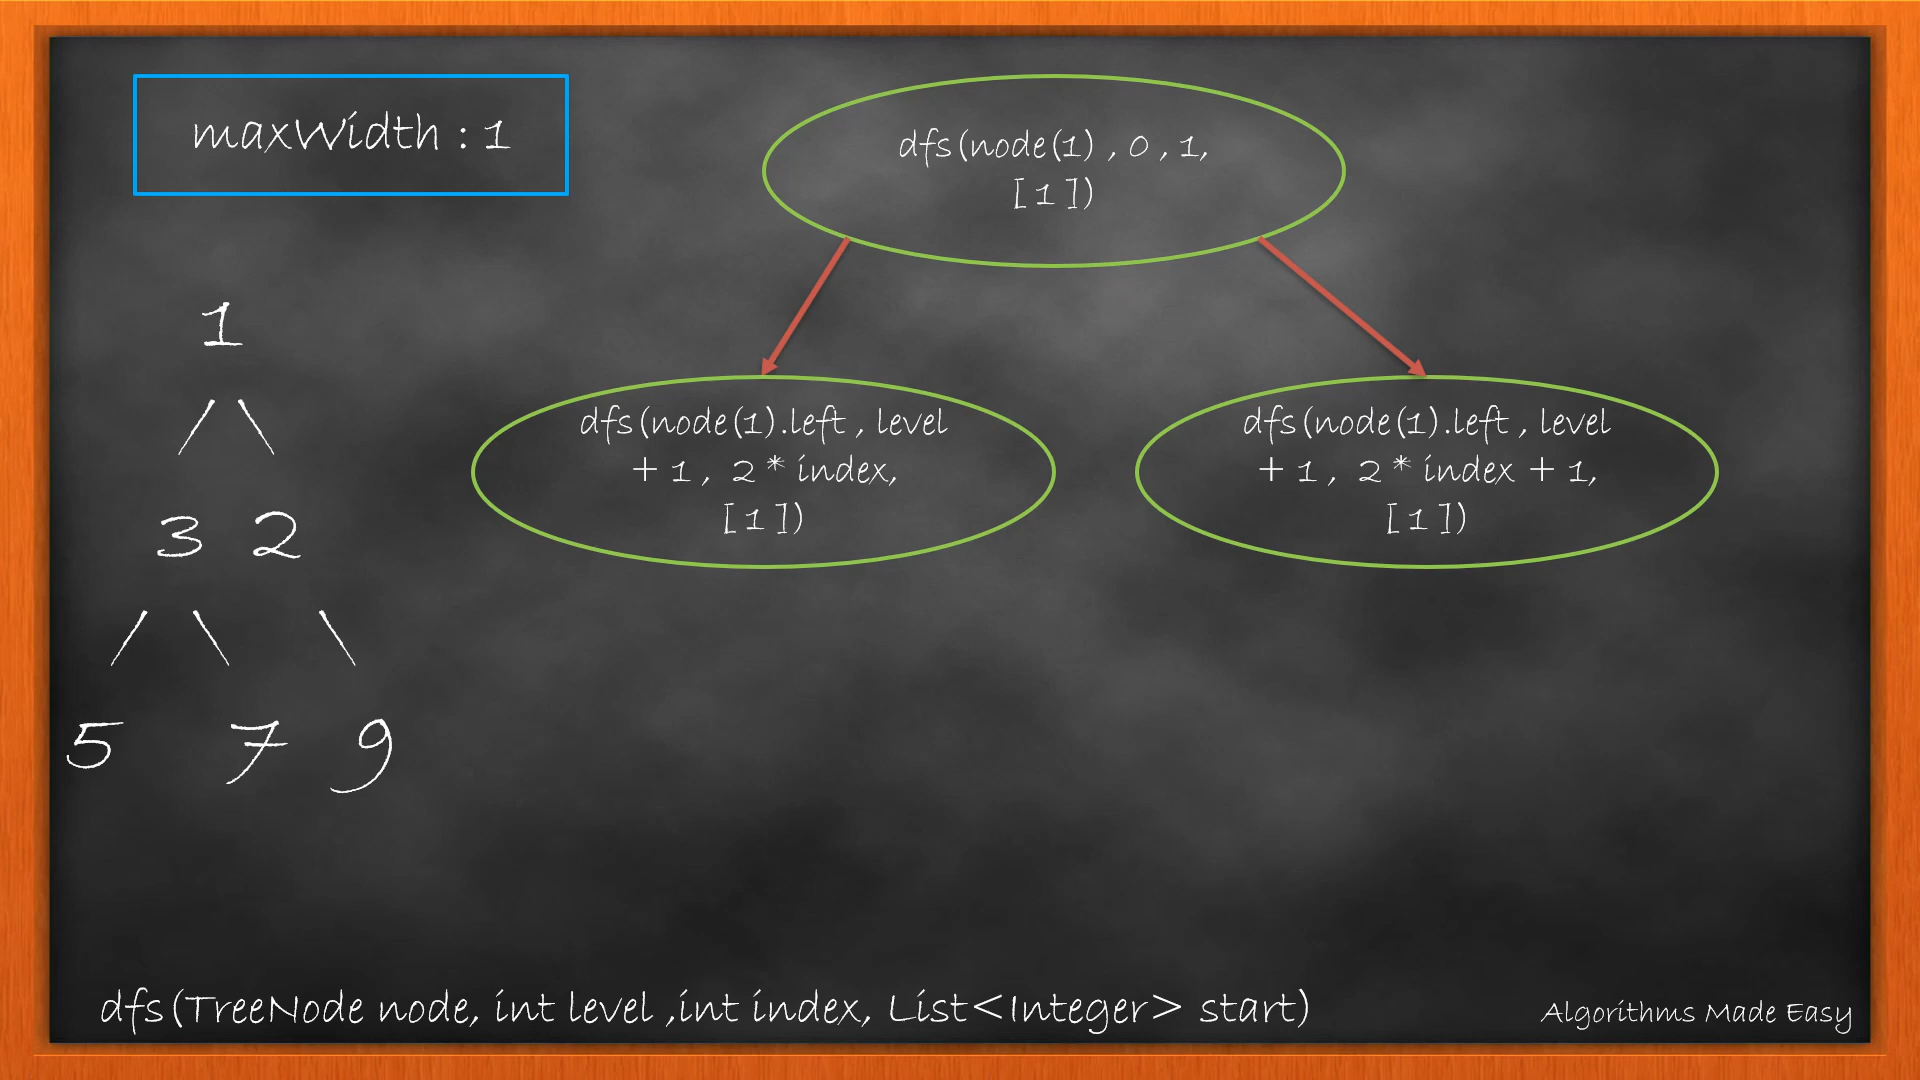 maxWidth : 1
dfs(node(1) , 0 , 1,
[ 1 ])
dfs(node(1).left , level
+ 1 , 2 * index,
[ 1 ])
dfs(node(1).left , level
+ 1 , 2 * index + 1,
[ 1 ])
1
3 2
5 7 9
dfs(TreeNode node, int level ,int index, List<Integer> start)
Algorithms Made Easy